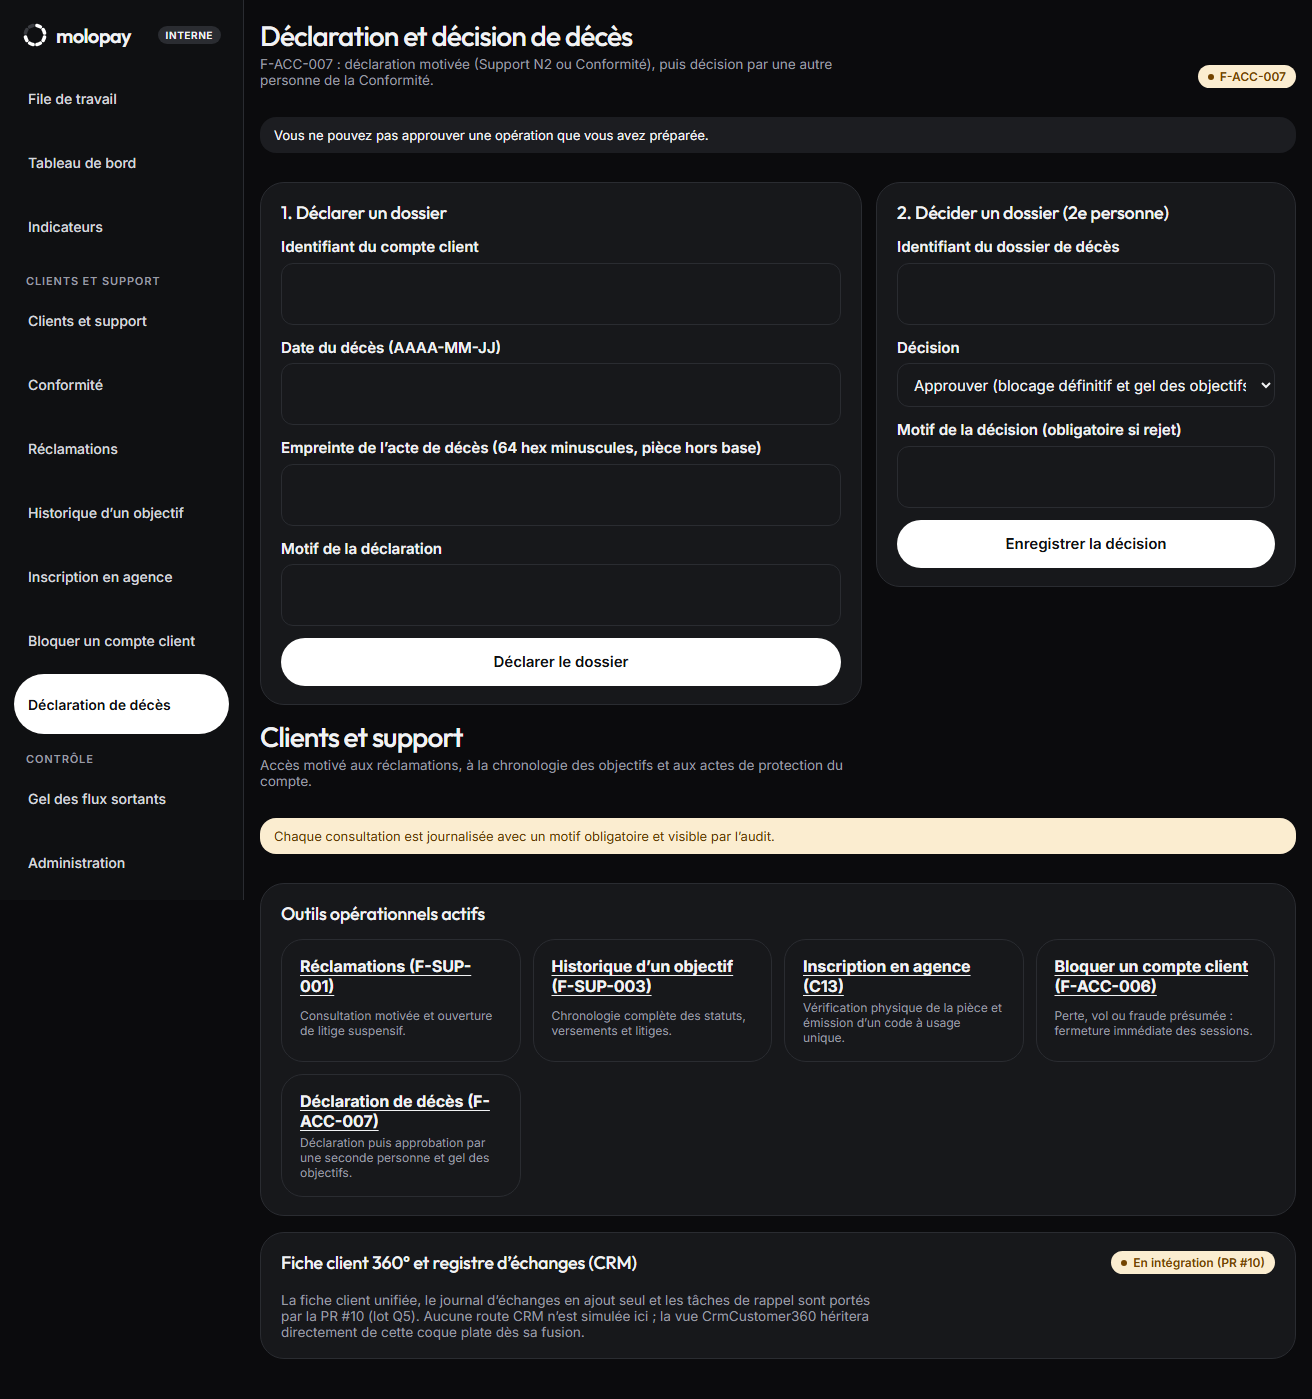 molopay
INTERNE
File de travail
Tableau de bord
Indicateurs
CLIENTS ET SUPPORT
Clients et support
Conformité
Réclamations
Historique d’un objectif
Inscription en agence
Bloquer un compte client
Déclaration de décès
CONTRÔLE
Gel des flux sortants
Administration
Déclaration et décision de décès
F-ACC-007 : déclaration motivée (Support N2 ou Conformité), puis décision par une autre
personne de la Conformité.
F-ACC-007
Vous ne pouvez pas approuver une opération que vous avez préparée.
1. Déclarer un dossier
Identifiant du compte client
Date du décès (AAAA-MM-JJ)
Empreinte de l’acte de décès (64 hex minuscules, pièce hors base)
Motif de la déclaration
Déclarer le dossier
2. Décider un dossier (2e personne)
Identifiant du dossier de décès
Décision
Approuver (blocage définitif et gel des objectifs
Motif de la décision (obligatoire si rejet)
Enregistrer la décision
Clients et support
Accès motivé aux réclamations, à la chronologie des objectifs et aux actes de protection du
compte.
Chaque consultation est journalisée avec un motif obligatoire et visible par l’audit.
Outils opérationnels actifs
Réclamations (F-SUP-
001)
Consultation motivée et ouverture
de litige suspensif.
Historique d’un objectif
(F-SUP-003)
Chronologie complète des statuts,
versements et litiges.
Inscription en agence
(C13)
Vérification physique de la pièce et
émission d’un code à usage
unique.
Bloquer un compte client
(F-ACC-006)
Perte, vol ou fraude présumée :
fermeture immédiate des sessions.
Déclaration de décès (F-
ACC-007)
Déclaration puis approbation par
une seconde personne et gel des
objectifs.
Fiche client 360° et registre d’échanges (CRM)
En intégration (PR #10)
La fiche client unifiée, le journal d’échanges en ajout seul et les tâches de rappel sont portés
par la PR #10 (lot Q5). Aucune route CRM n’est simulée ici ; la vue CrmCustomer360 héritera
directement de cette coque plate dès sa fusion.